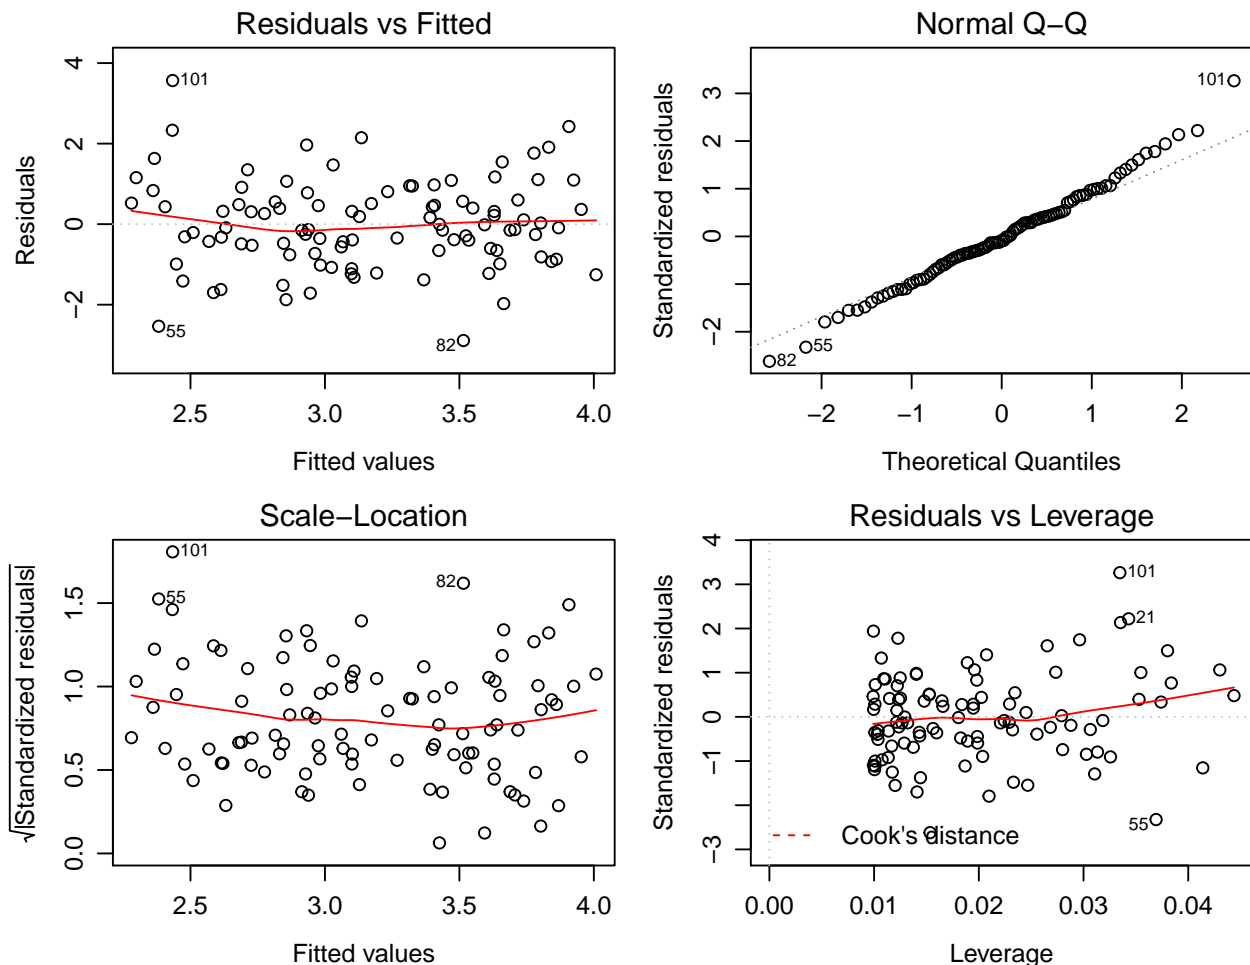 Residuals vs Fitted
Residuals
4
2
0
−2
101
55
82
2.5 3.0 3.5 4.0
Fitted values
Normal Q−Q
Standardized residuals
3
2
1
0
−2
101
82
55
−2 −1 0 1 2
Theoretical Quantiles
Scale−Location
√|Standardized residuals|
1.5
1.0
0.5
0.0
101
55
82
2.5 3.0 3.5 4.0
Fitted values
Residuals vs Leverage
Standardized residuals
4
3
2
1
0
−1
−3
101
21
55
Cook's distance
0.00 0.01 0.02 0.03 0.04
Leverage